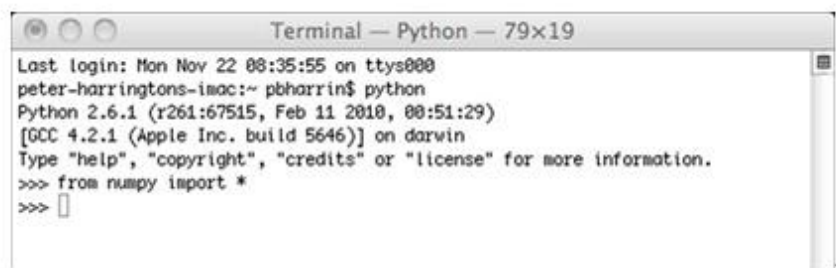 Terminal — Python — 79×19
Last login: Mon Nov 22 08:35:55 on ttys000
peter-harringtons-imac:~ pbharrin$ python
Python 2.6.1 (r261:67515, Feb 11 2010, 00:51:29)
[GCC 4.2.1 (Apple Inc. build 5646)] on darwin
Type "help", "copyright", "credits" or "license" for more information.
>>> from numpy import *
>>>